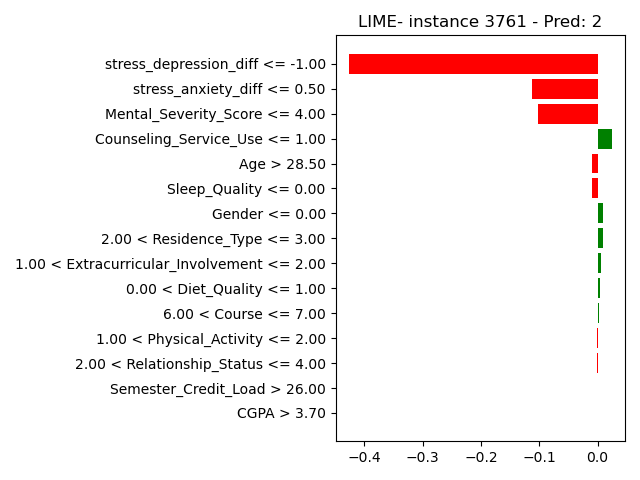 LIME- instance 3761 - Pred: 2
stress_depression_diff <= -1.00
stress_anxiety_diff <= 0.50
Mental_Severity_Score <= 4.00
Counseling_Service_Use <= 1.00
Age > 28.50
Sleep_Quality <= 0.00
Gender <= 0.00
2.00 < Residence_Type <= 3.00
1.00 < Extracurricular_Involvement <= 2.00
0.00 < Diet_Quality <= 1.00
6.00 < Course <= 7.00
1.00 < Physical_Activity <= 2.00
2.00 < Relationship_Status <= 4.00
Semester_Credit_Load > 26.00
CGPA > 3.70
−0.4 −0.3 −0.2 −0.1 0.0